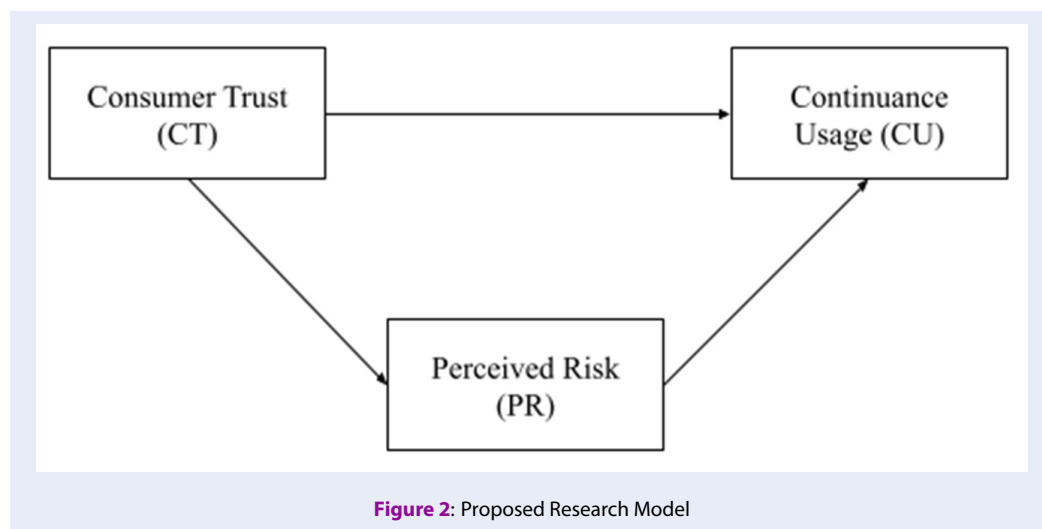 Consumer Trust
(CT)
Continuance
Usage (CU)
Perceived Risk
(PR)
Figure 2: Proposed Research Model